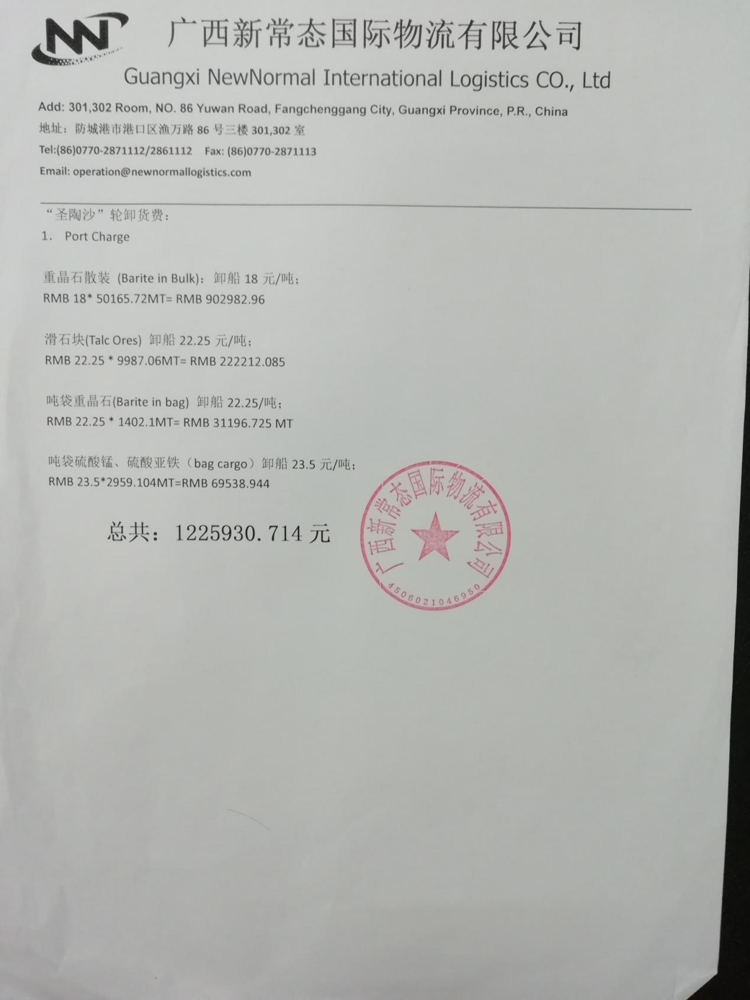 广西新常态国际物流有限公司
Guangxi NewNormal International Logistics CO., Ltd
Add: 301,302 Room, NO. 86 Yuwan Road, Fangchenggang City, Guangxi Province, P.R., China
地址：防城港市港口区渔万路 86 号三楼 301,302 室
Tel:(86)0770-2871112/2861112 Fax: (86)0770-2871113
Email: operation@newnormallogistics.com
“圣陶沙”轮卸货费：
1. Port Charge
重晶石散装 (Barite in Bulk)：卸船 18 元/吨；
RMB 18* 50165.72MT= RMB 902982.96
滑石块(Talc Ores) 卸船 22.25 元/吨；
RMB 22.25 * 9987.06MT= RMB 222212.085
吨袋重晶石(Barite in bag) 卸船 22.25/吨；
RMB 22.25 * 1402.1MT= RMB 31196.725 MT
吨袋硫酸锰、硫酸亚铁（bag cargo）卸船 23.5 元/吨；
RMB 23.5*2959.104MT=RMB 69538.944
总共：1225930.714 元
广西新常态国际物流有限公司
4506021046950